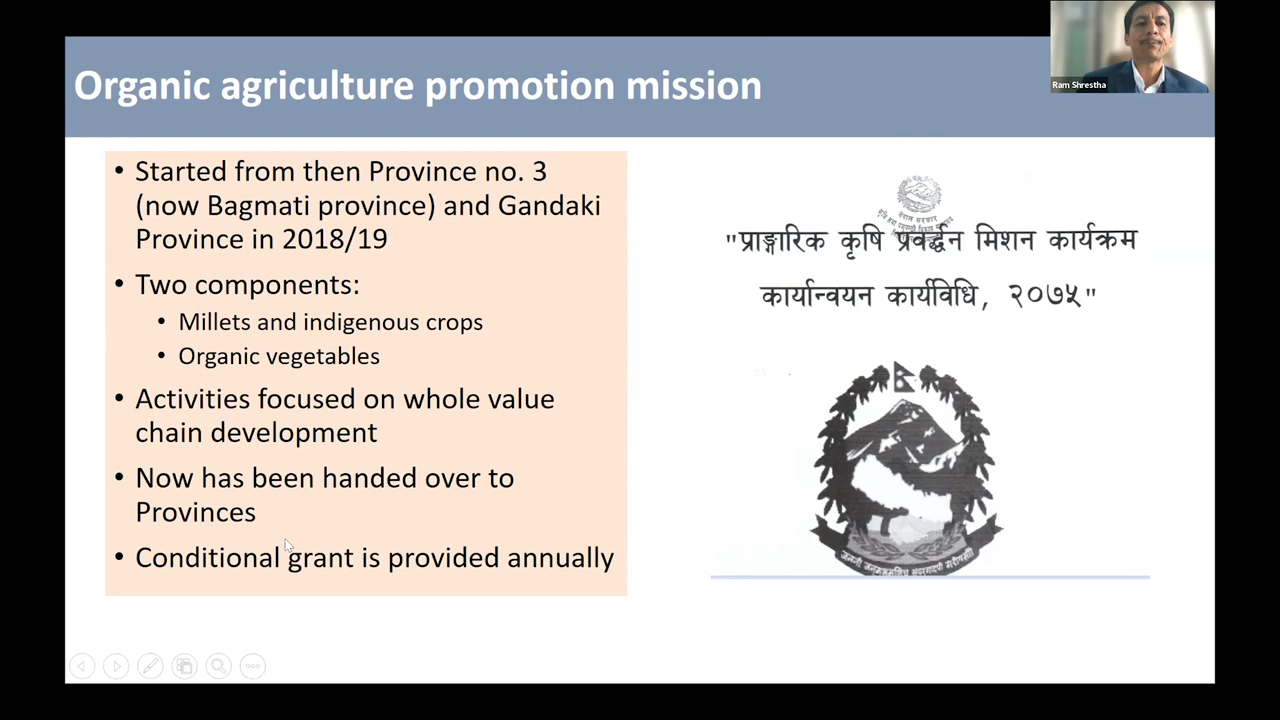 Organic agriculture promotion mission
Ram Shrestha
• Started from then Province no. 3
(now Bagmati province) and Gandaki
Province in 2018/19
• Two components:
• Millets and indigenous crops
• Organic vegetables
• Activities focused on whole value
chain development
• Now has been handed over to
Provinces
• Conditional grant is provided annually
नेपाल सरकार
"प्राङ्गारिक कृषि प्रवर्द्धन मिशन कार्यक्रम
कार्यान्वयन कार्यविधि, २०७५"